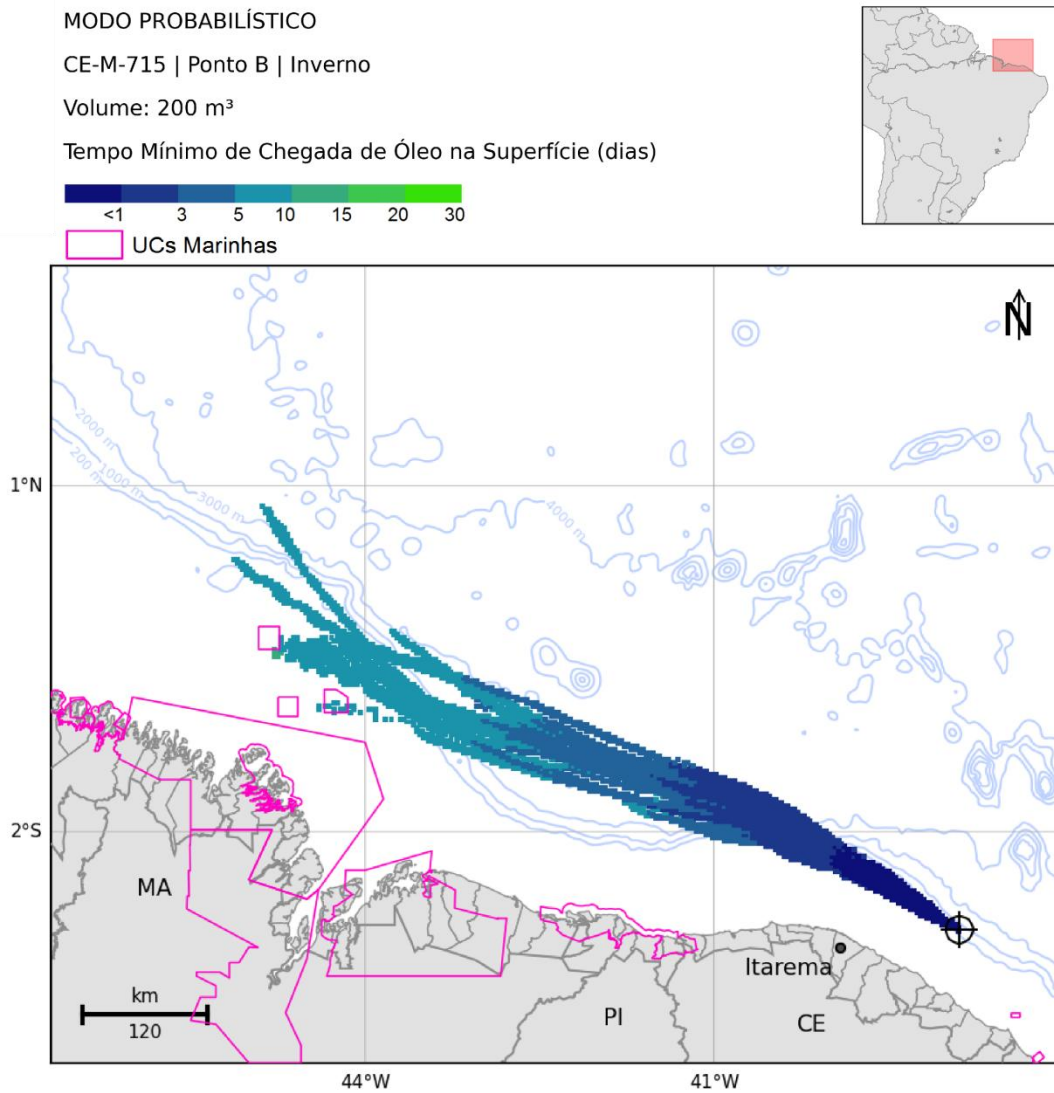 MODO PROBABILÍSTICO
CE-M-715 | Ponto B | Inverno
Volume: 200 m³
Tempo Mínimo de Chegada de Óleo na Superfície (dias)
<1 3 5 10 15 20 30
UCs Marinhas
N
2000 m
1000 m
200 m
3000 m
4000 m
1°N
2°S
MA
Itarema
km
120
PI
CE
44°W
41°W